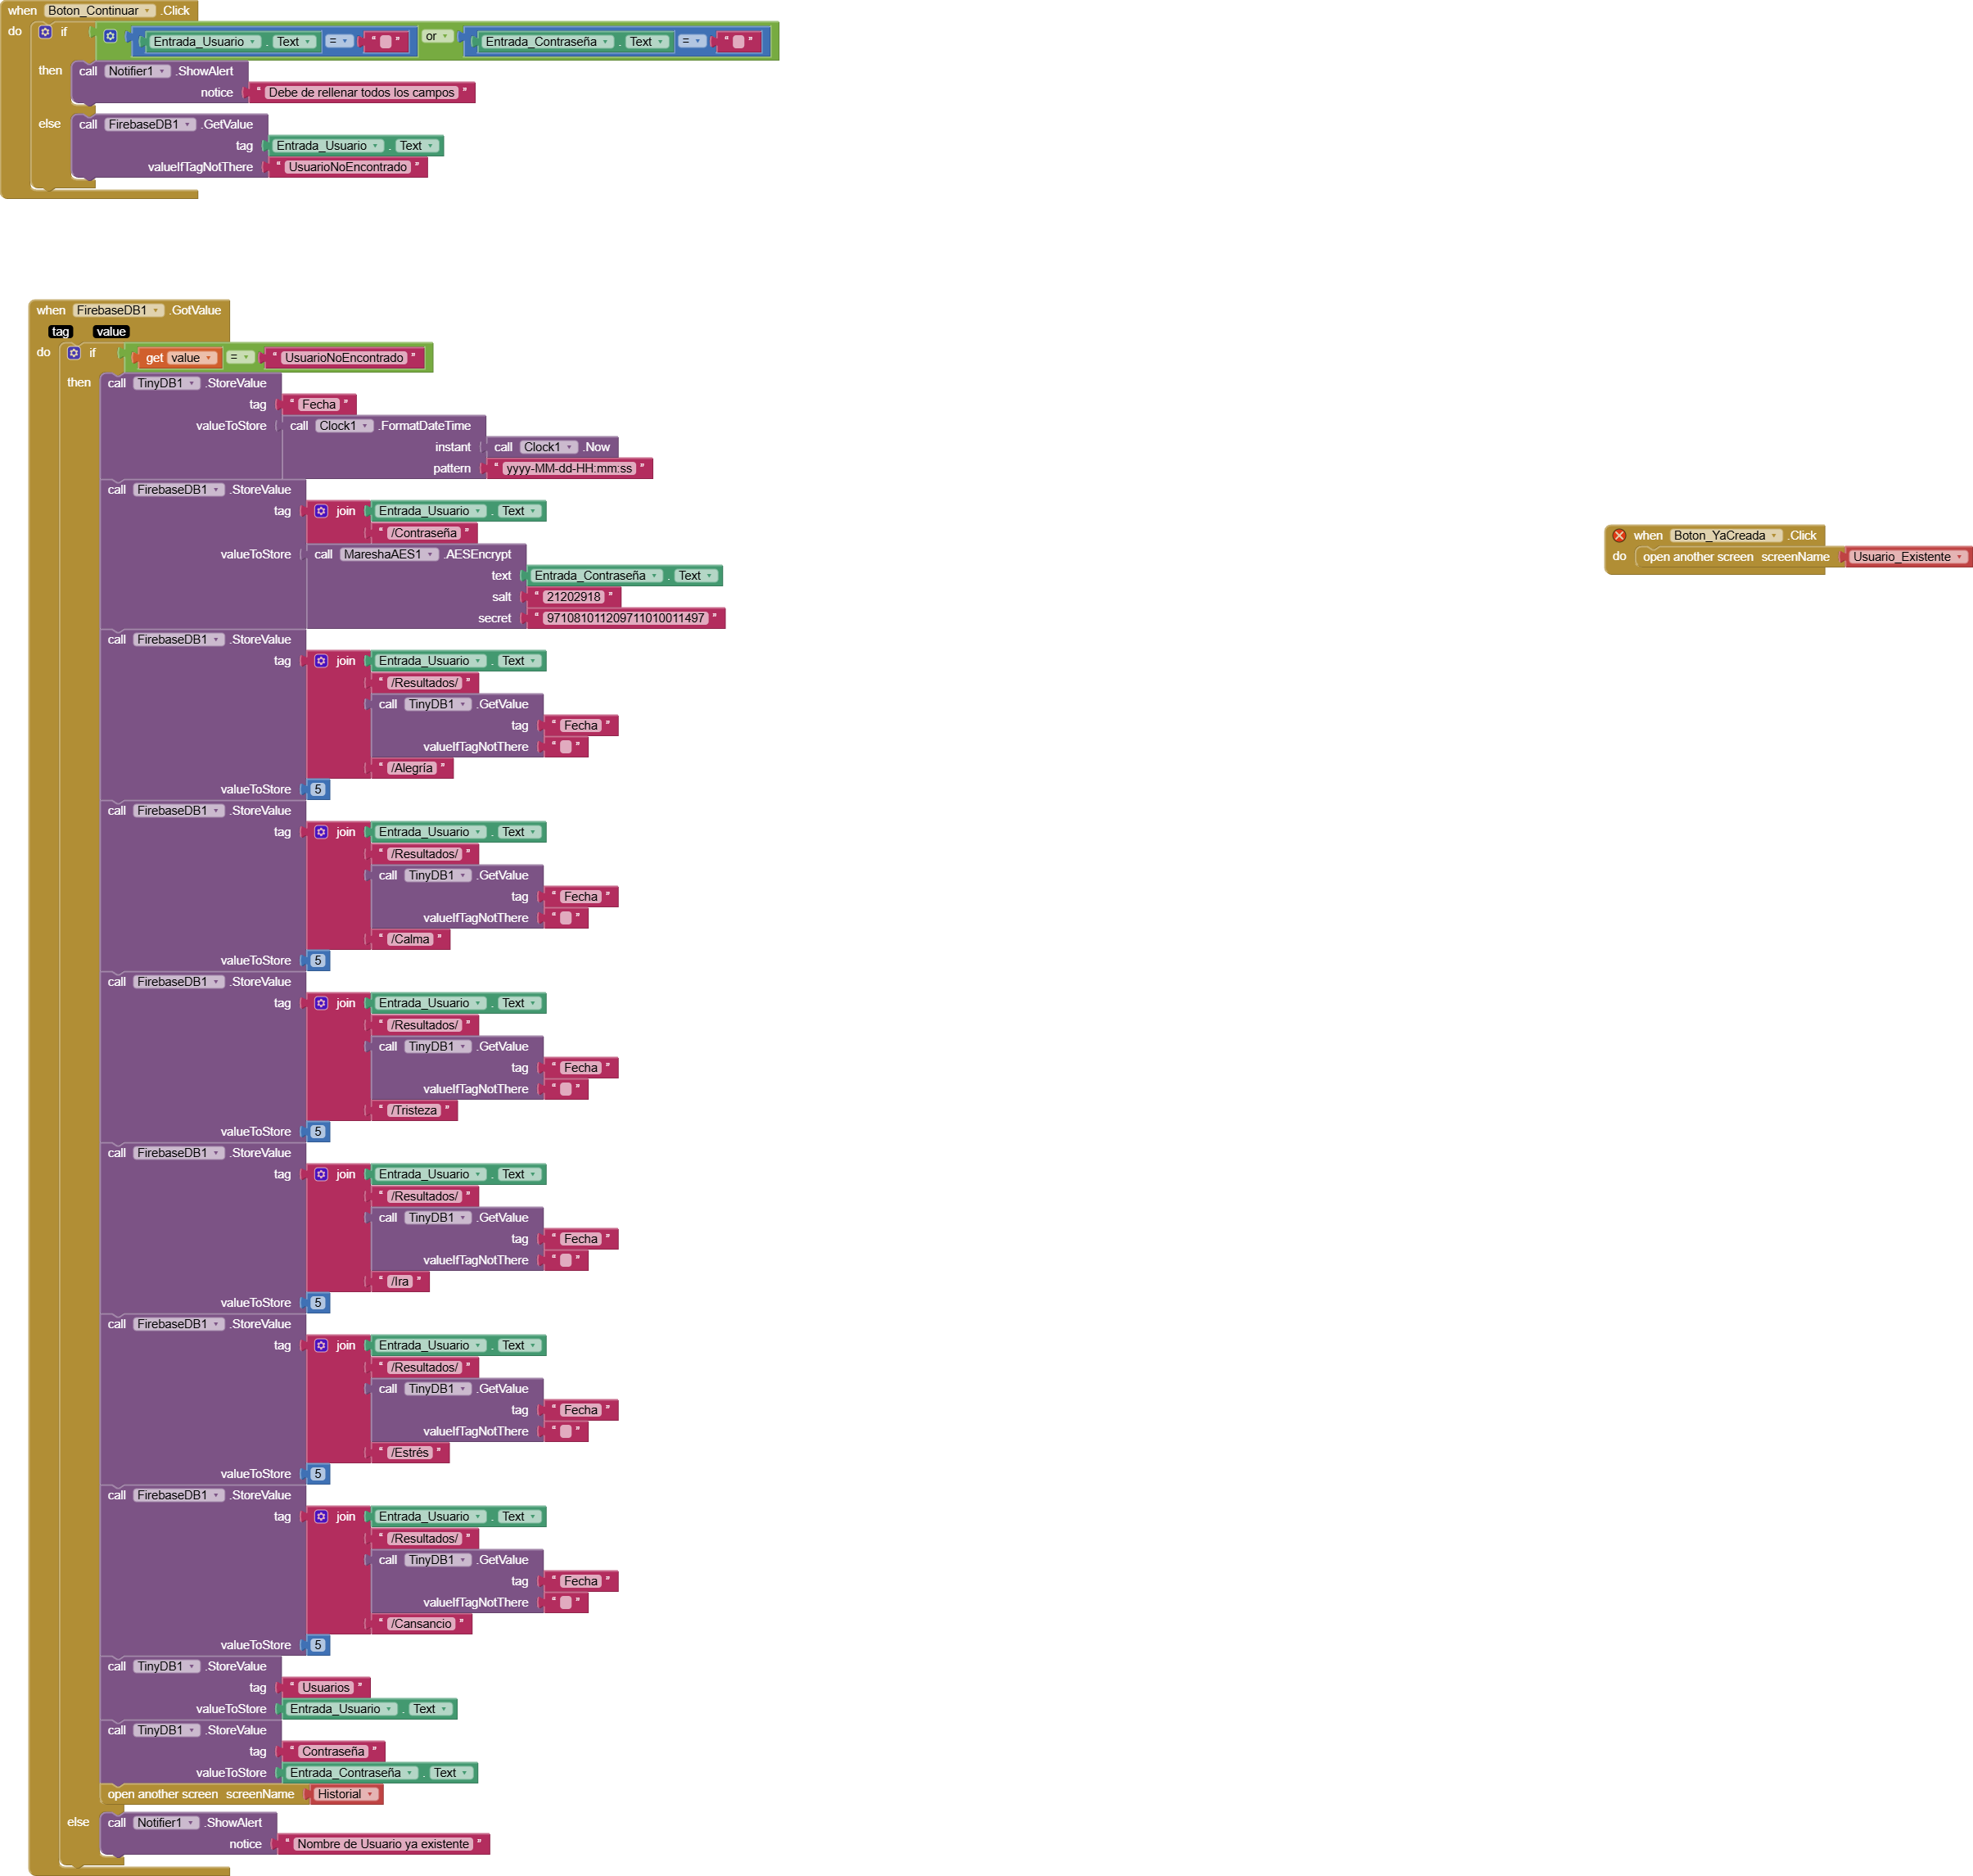 when Boton_Continuar .Click
do if Entrada_Usuario . Text = " " or Entrada_Contraseña . Text = " "
then call Notifier1 .ShowAlert
notice " Debe de rellenar todos los campos "
else call FirebaseDB1 .GetValue
tag Entrada_Usuario . Text
valueIfTagNotThere " UsuarioNoEncontrado "
when FirebaseDB1 .GotValue
tag value
do if get value = " UsuarioNoEncontrado "
then call TinyDB1 .StoreValue
tag " Fecha "
valueToStore call Clock1 .FormatDateTime
instant call Clock1 .Now
pattern " yyyy-MM-dd-HH:mm:ss "
call FirebaseDB1 .StoreValue
tag join Entrada_Usuario . Text
" /Contraseña "
valueToStore call MareshaAES1 .AESEncrypt
text Entrada_Contraseña . Text
salt " 21202918 "
secret " 971081011209711010011497 "
call FirebaseDB1 .StoreValue
tag join Entrada_Usuario . Text
" /Resultados/ "
call TinyDB1 .GetValue
tag " Fecha "
valueIfTagNotThere " "
" /Alegría "
valueToStore 5
call FirebaseDB1 .StoreValue
tag join Entrada_Usuario . Text
" /Resultados/ "
call TinyDB1 .GetValue
tag " Fecha "
valueIfTagNotThere " "
" /Calma "
valueToStore 5
call FirebaseDB1 .StoreValue
tag join Entrada_Usuario . Text
" /Resultados/ "
call TinyDB1 .GetValue
tag " Fecha "
valueIfTagNotThere " "
" /Tristeza "
valueToStore 5
call FirebaseDB1 .StoreValue
tag join Entrada_Usuario . Text
" /Resultados/ "
call TinyDB1 .GetValue
tag " Fecha "
valueIfTagNotThere " "
" /Ira "
valueToStore 5
call FirebaseDB1 .StoreValue
tag join Entrada_Usuario . Text
" /Resultados/ "
call TinyDB1 .GetValue
tag " Fecha "
valueIfTagNotThere " "
" /Estrés "
valueToStore 5
call FirebaseDB1 .StoreValue
tag join Entrada_Usuario . Text
" /Resultados/ "
call TinyDB1 .GetValue
tag " Fecha "
valueIfTagNotThere " "
" /Cansancio "
valueToStore 5
call TinyDB1 .StoreValue
tag " Usuarios "
valueToStore Entrada_Usuario . Text
call TinyDB1 .StoreValue
tag " Contraseña "
valueToStore Entrada_Contraseña . Text
open another screen screenName Historial
else call Notifier1 .ShowAlert
notice " Nombre de Usuario ya existente "
when Boton_YaCreada .Click
do open another screen screenName Usuario_Existente